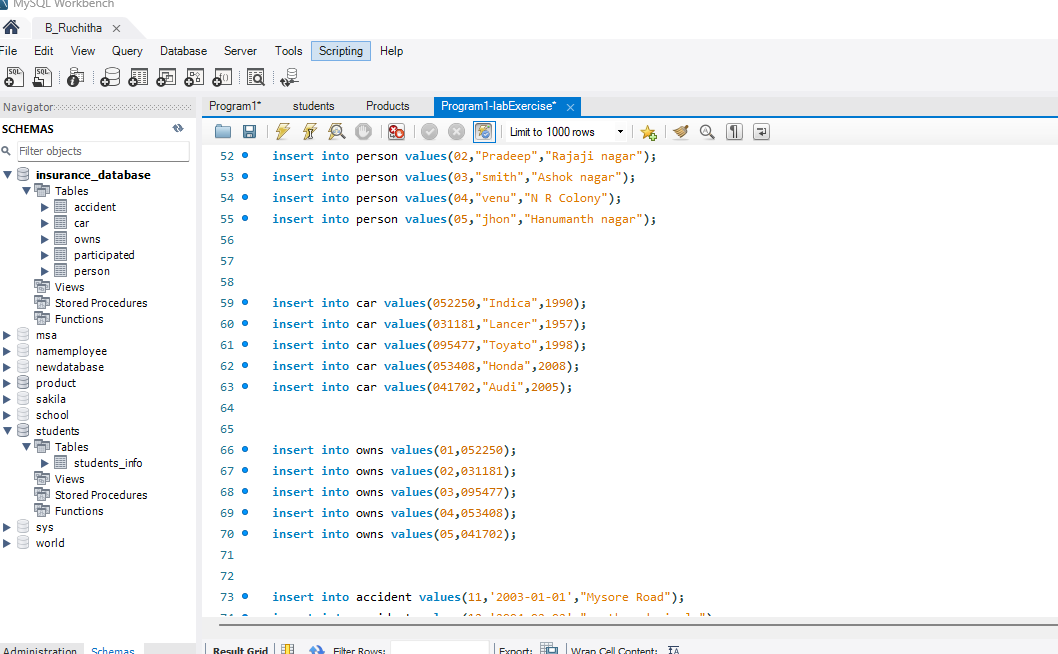 MySQL Workbench
B_Ruchitha
File Edit View Query Database Server Tools Scripting Help
Navigator
SCHEMAS
Filter objects
insurance_database
Tables
accident
car
owns
participated
person
Views
Stored Procedures
Functions
msa
namemployee
newdatabase
product
sakila
school
students
Tables
students_info
Views
Stored Procedures
Functions
sys
world
Administration Schemas
Program1* students Products Program1-labExercise*
Limit to 1000 rows
52 insert into person values(02,"Pradeep","Rajaji nagar");
53 insert into person values(03,"smith","Ashok nagar");
54 insert into person values(04,"venu","N R Colony");
55 insert into person values(05,"jhon","Hanumanth nagar");
56
57
58
59 insert into car values(052250,"Indica",1990);
60 insert into car values(031181,"Lancer",1957);
61 insert into car values(095477,"Toyato",1998);
62 insert into car values(053408,"Honda",2008);
63 insert into car values(041702,"Audi",2005);
64
65
66 insert into owns values(01,052250);
67 insert into owns values(02,031181);
68 insert into owns values(03,095477);
69 insert into owns values(04,053408);
70 insert into owns values(05,041702);
71
72
73 insert into accident values(11,'2003-01-01',"Mysore Road");
Result Grid Filter Rows: Export: Wrap Cell Content: